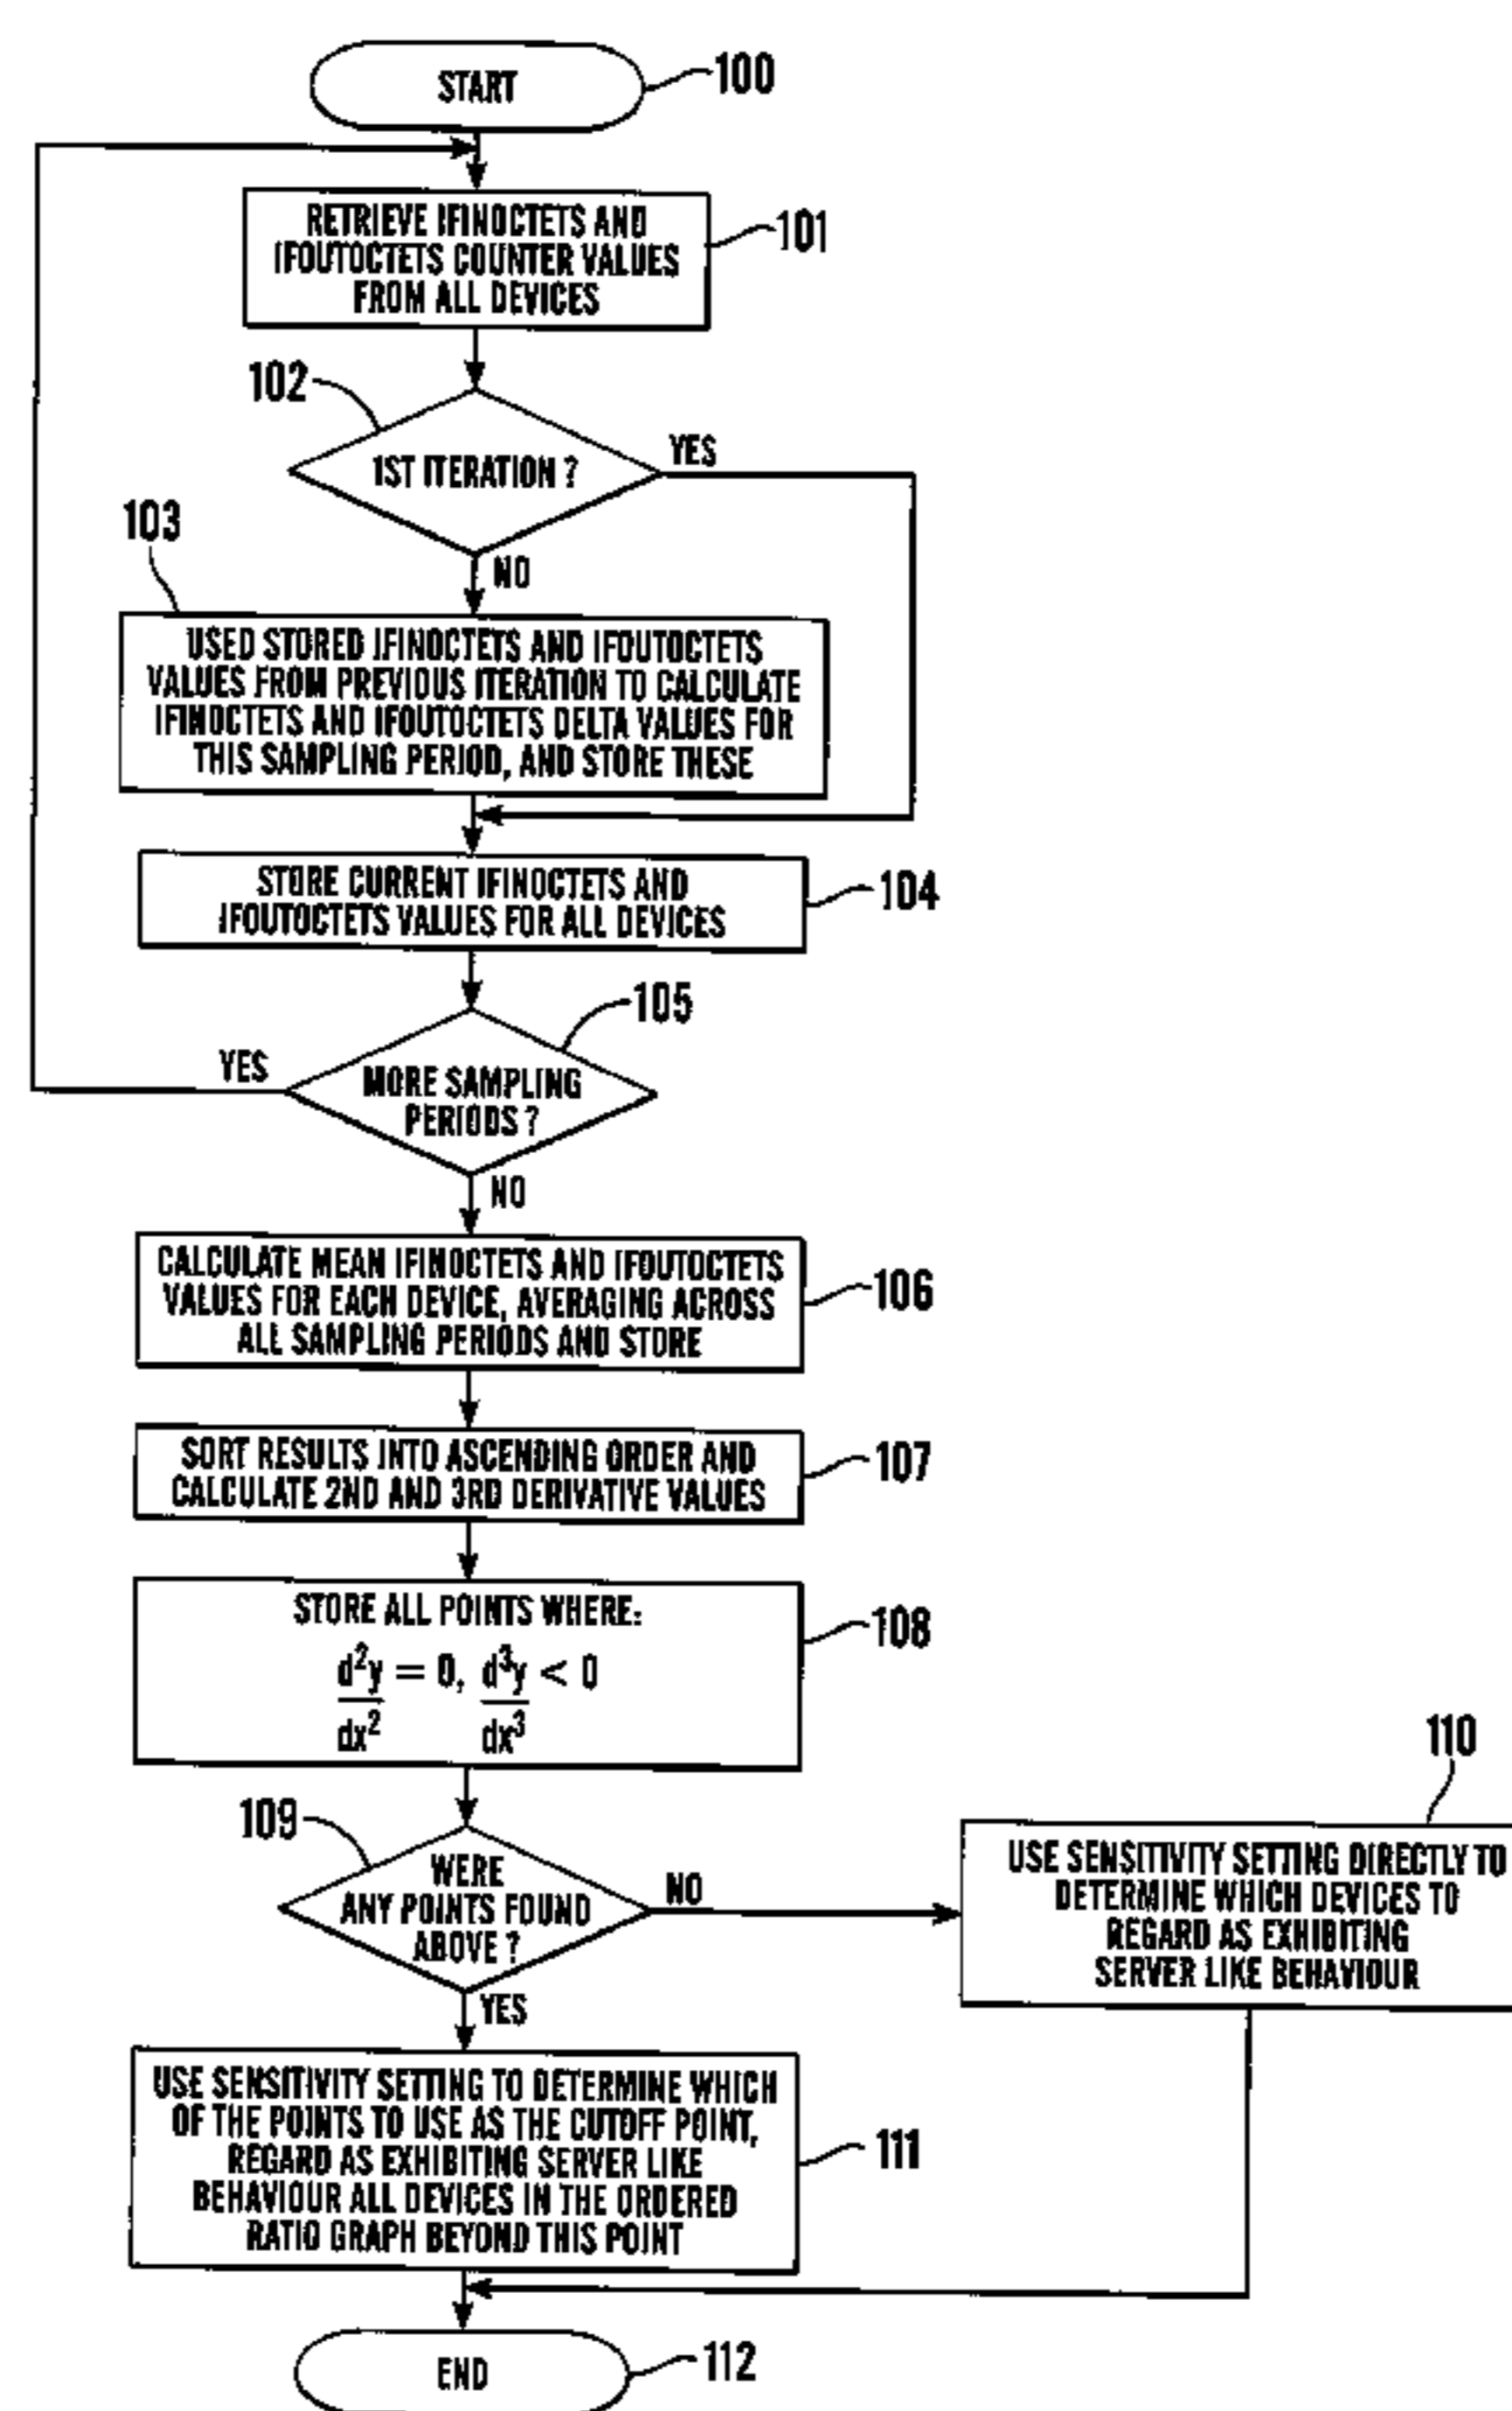 START
100
RETRIEVE IFINOCTETS AND
IFOUTOCTETS COUNTER VALUES
FROM ALL DEVICES
101
102
1ST ITERATION ?
YES
NO
103
USED STORED IFINOCTETS AND IFOUTOCTETS
VALUES FROM PREVIOUS ITERATION TO CALCULATE
IFINOCTETS AND IFOUTOCTETS DELTA VALUES FOR
THIS SAMPLING PERIOD, AND STORE THESE
STORE CURRENT IFINOCTETS AND
IFOUTOCTETS VALUES FOR ALL DEVICES
104
105
YES
MORE SAMPLING
PERIODS ?
NO
CALCULATE MEAN IFINOCTETS AND IFOUTOCTETS
VALUES FOR EACH DEVICE, AVERAGING ACROSS
ALL SAMPLING PERIODS AND STORE
106
SORT RESULTS INTO ASCENDING ORDER AND
CALCULATE 2ND AND 3RD DERIVATIVE VALUES
107
STORE ALL POINTS WHERE:
d²y/dx² = 0, d³y/dx³ < 0
108
109
WERE
ANY POINTS FOUND
ABOVE ?
NO
YES
110
USE SENSITIVITY SETTING DIRECTLY TO
DETERMINE WHICH DEVICES TO
REGARD AS EXHIBITING
SERVER LIKE BEHAVIOUR
USE SENSITIVITY SETTING TO DETERMINE WHICH
OF THE POINTS TO USE AS THE CUTOFF POINT,
REGARD AS EXHIBITING SERVER LIKE
BEHAVIOUR ALL DEVICES IN THE ORDERED
RATIO GRAPH BEYOND THIS POINT
111
END
112